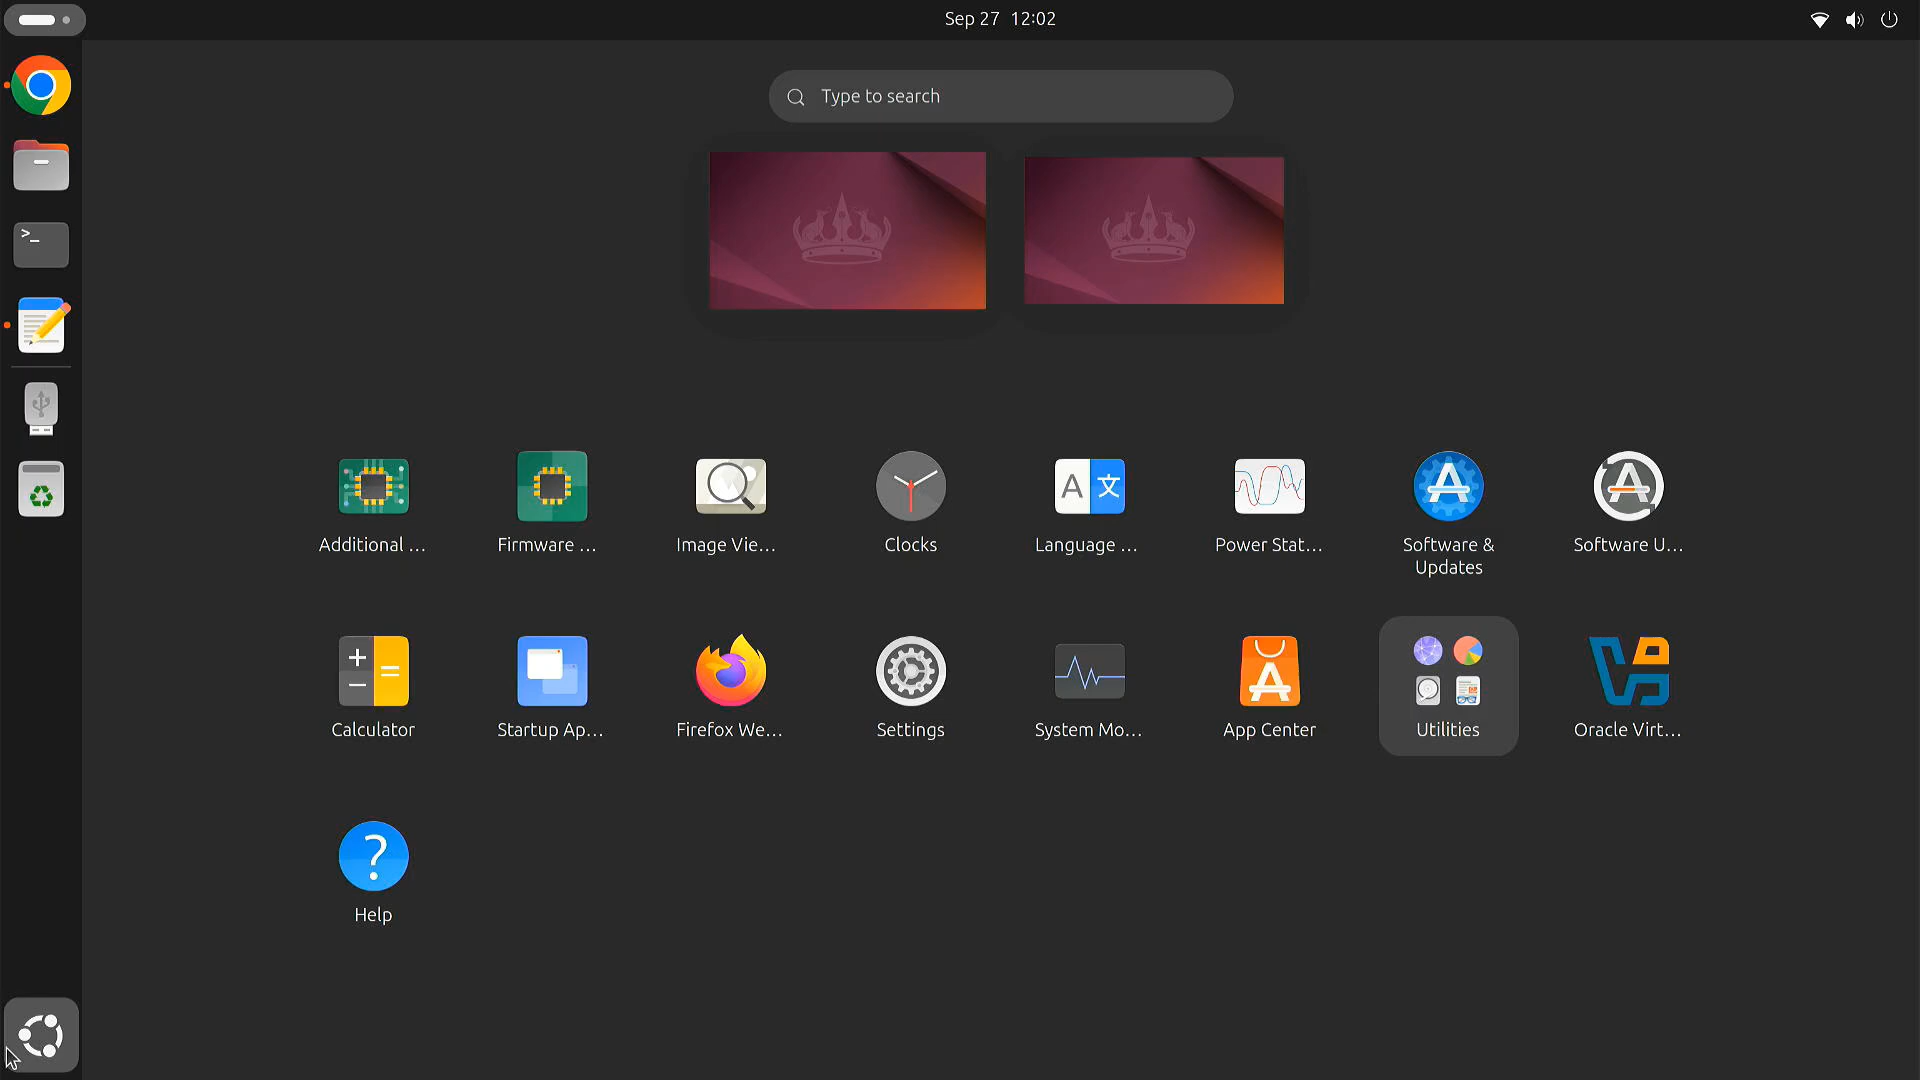 Sep 27 12:02
Type to search
Additional ...
Firmware ...
Image Vie...
Clocks
Language ...
Power Stat...
Software &
Updates
Software U...
Calculator
Startup Ap...
Firefox We...
Settings
System Mo...
App Center
Utilities
Oracle Virt...
Help